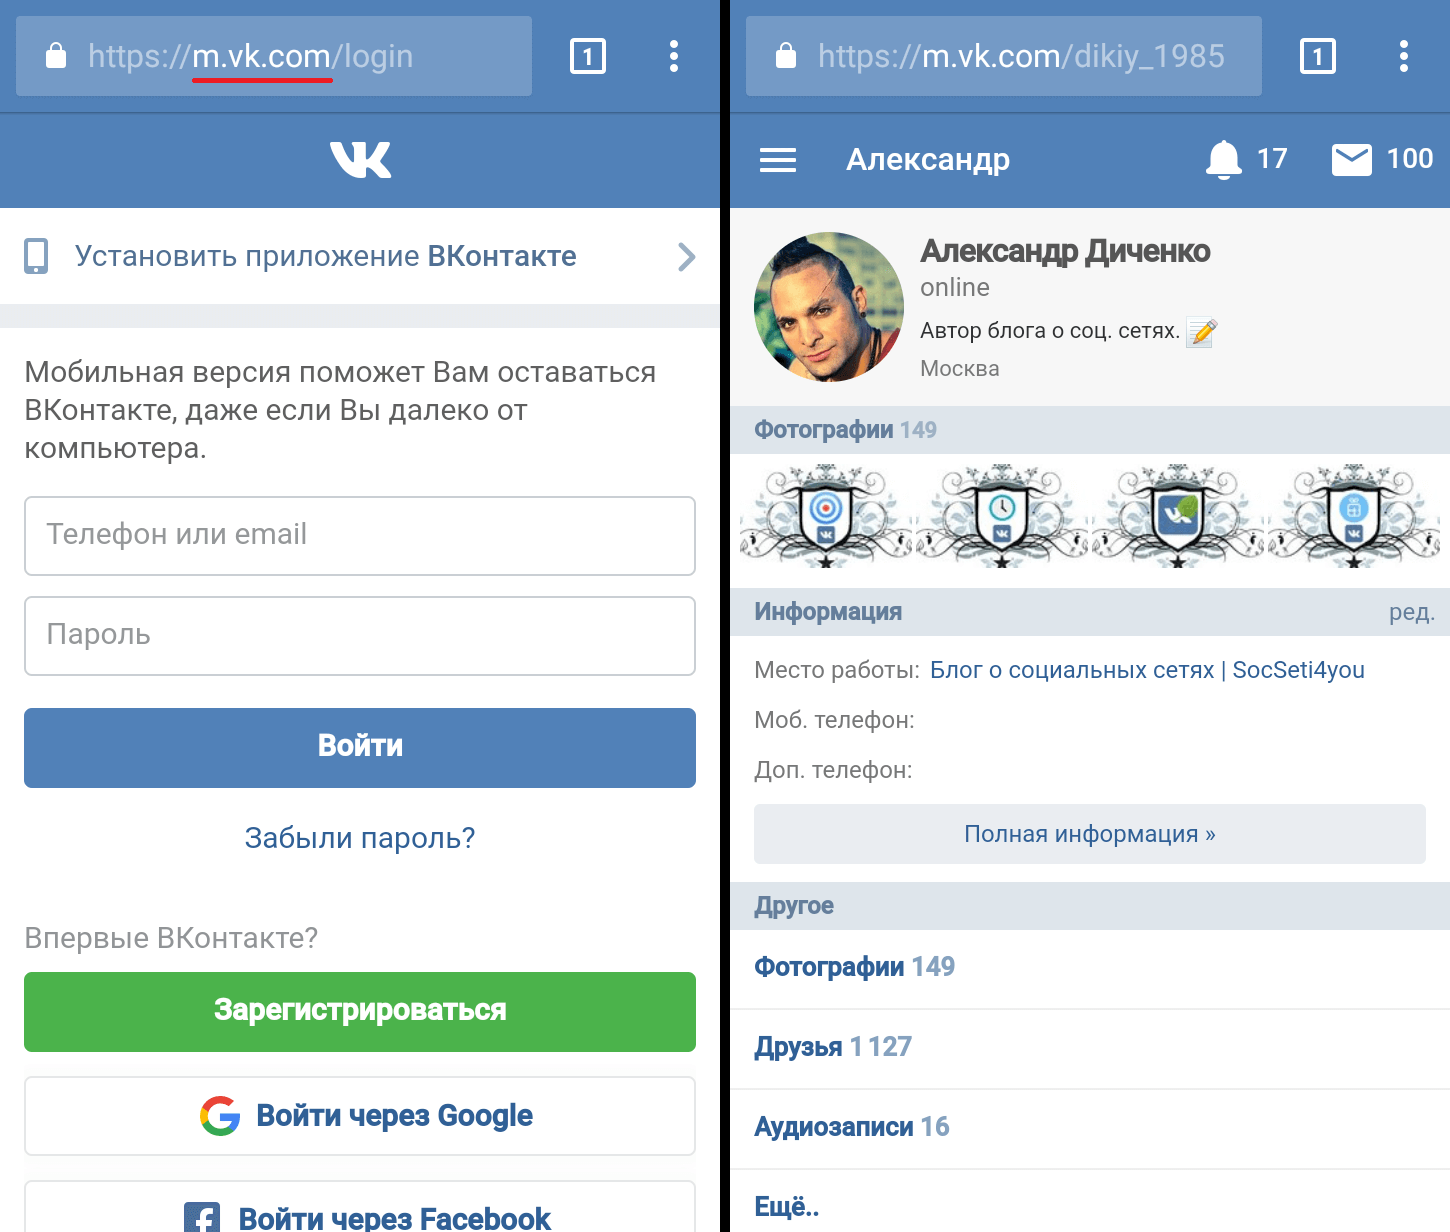 https://m.vk.com/login
1
Установить приложение ВКонтакте
Мобильная версия поможет Вам оставаться
ВКонтакте, даже если Вы далеко от
компьютера.
Телефон или email
Пароль
Войти
Забыли пароль?
Впервые ВКонтакте?
Зарегистрироваться
Войти через Google
Войти через Facebook
https://m.vk.com/dikiy_1985
1
Александр
17
100
Александр Диченко
online
Автор блога о соц. сетях.
Москва
Фотографии 149
Информация
ред.
Место работы: Блог о социальных сетях | SocSeti4you
Моб. телефон:
Доп. телефон:
Полная информация »
Другое
Фотографии 149
Друзья 1 127
Аудиозаписи 16
Ещё..